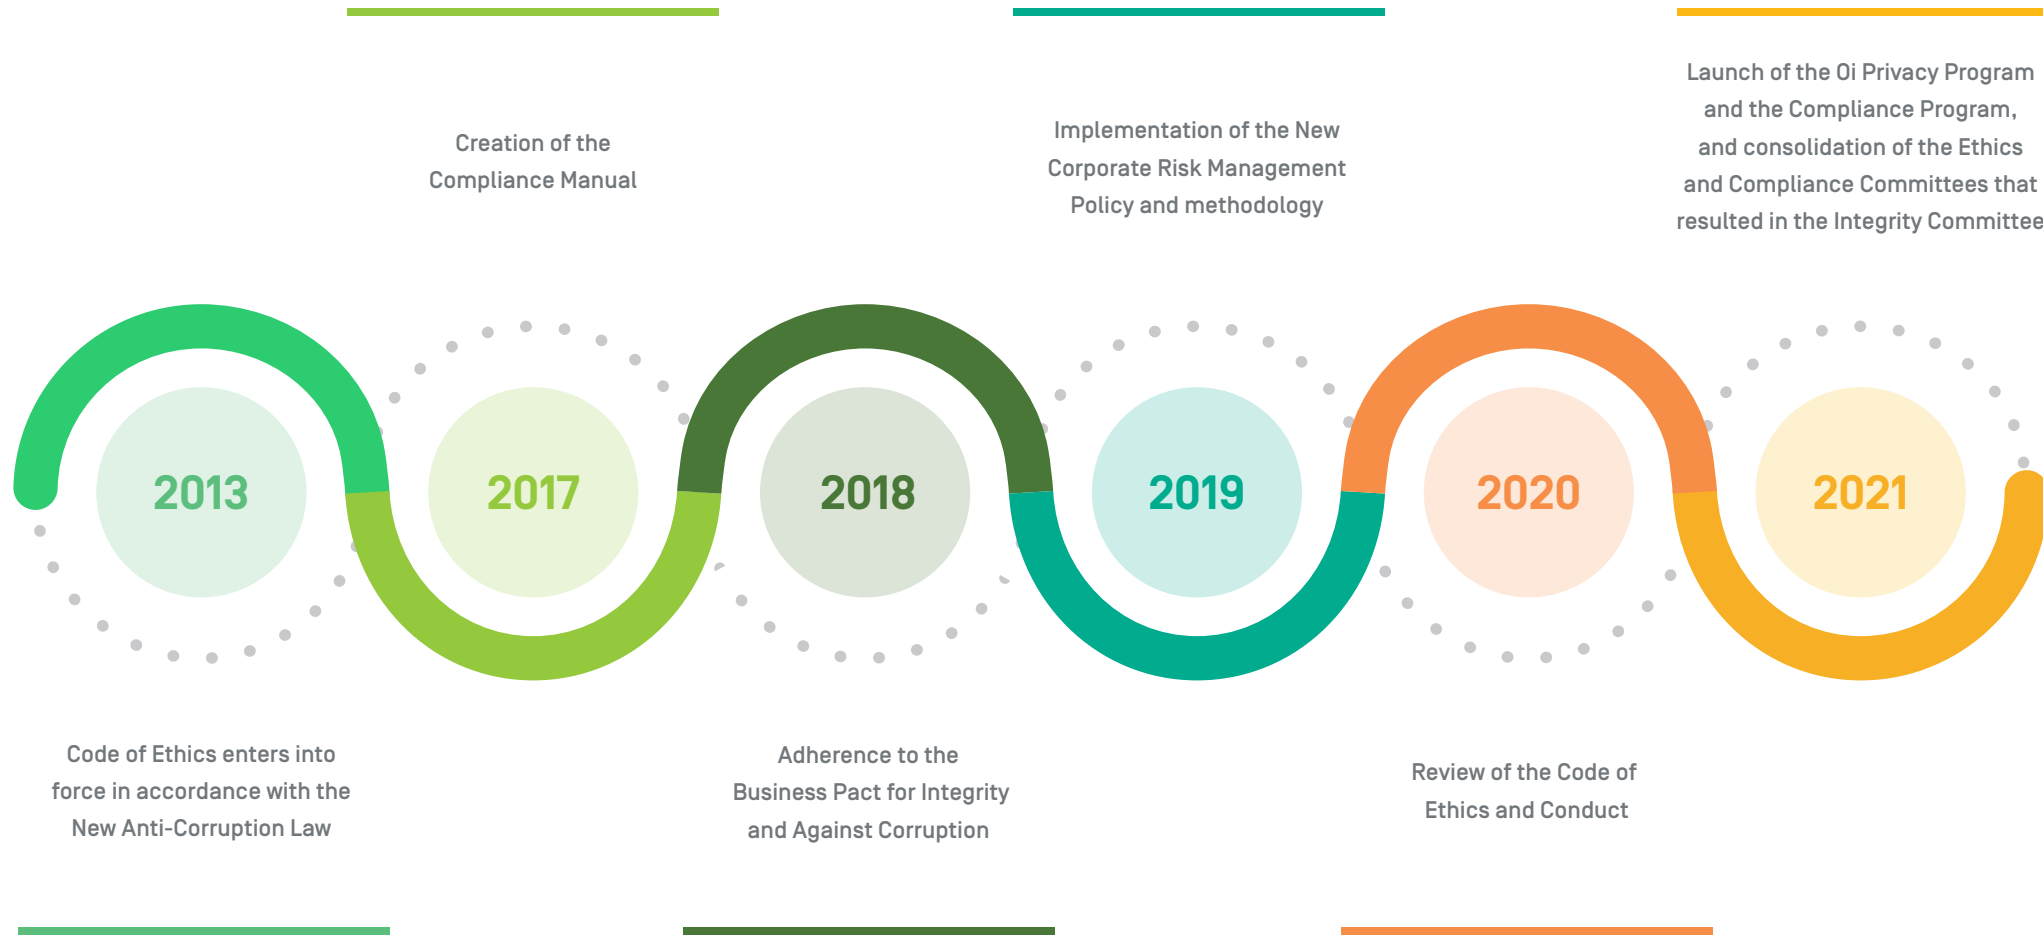 Creation of the
Compliance Manual
Implementation of the New
Corporate Risk Management
Policy and methodology
Launch of the Oi Privacy Program
and the Compliance Program,
and consolidation of the Ethics
and Compliance Committees that
resulted in the Integrity Committee
2013
2017
2018
2019
2020
2021
Code of Ethics enters into
force in accordance with the
New Anti-Corruption Law
Adherence to the
Business Pact for Integrity
and Against Corruption
Review of the Code of
Ethics and Conduct